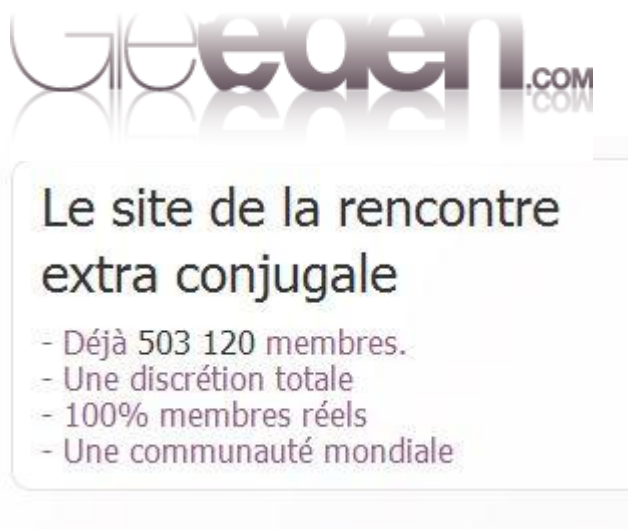 Gleeden.COM
Le site de la rencontre
extra conjugale
- Déjà 503 120 membres.
- Une discrétion totale
- 100% membres réels
- Une communauté mondiale